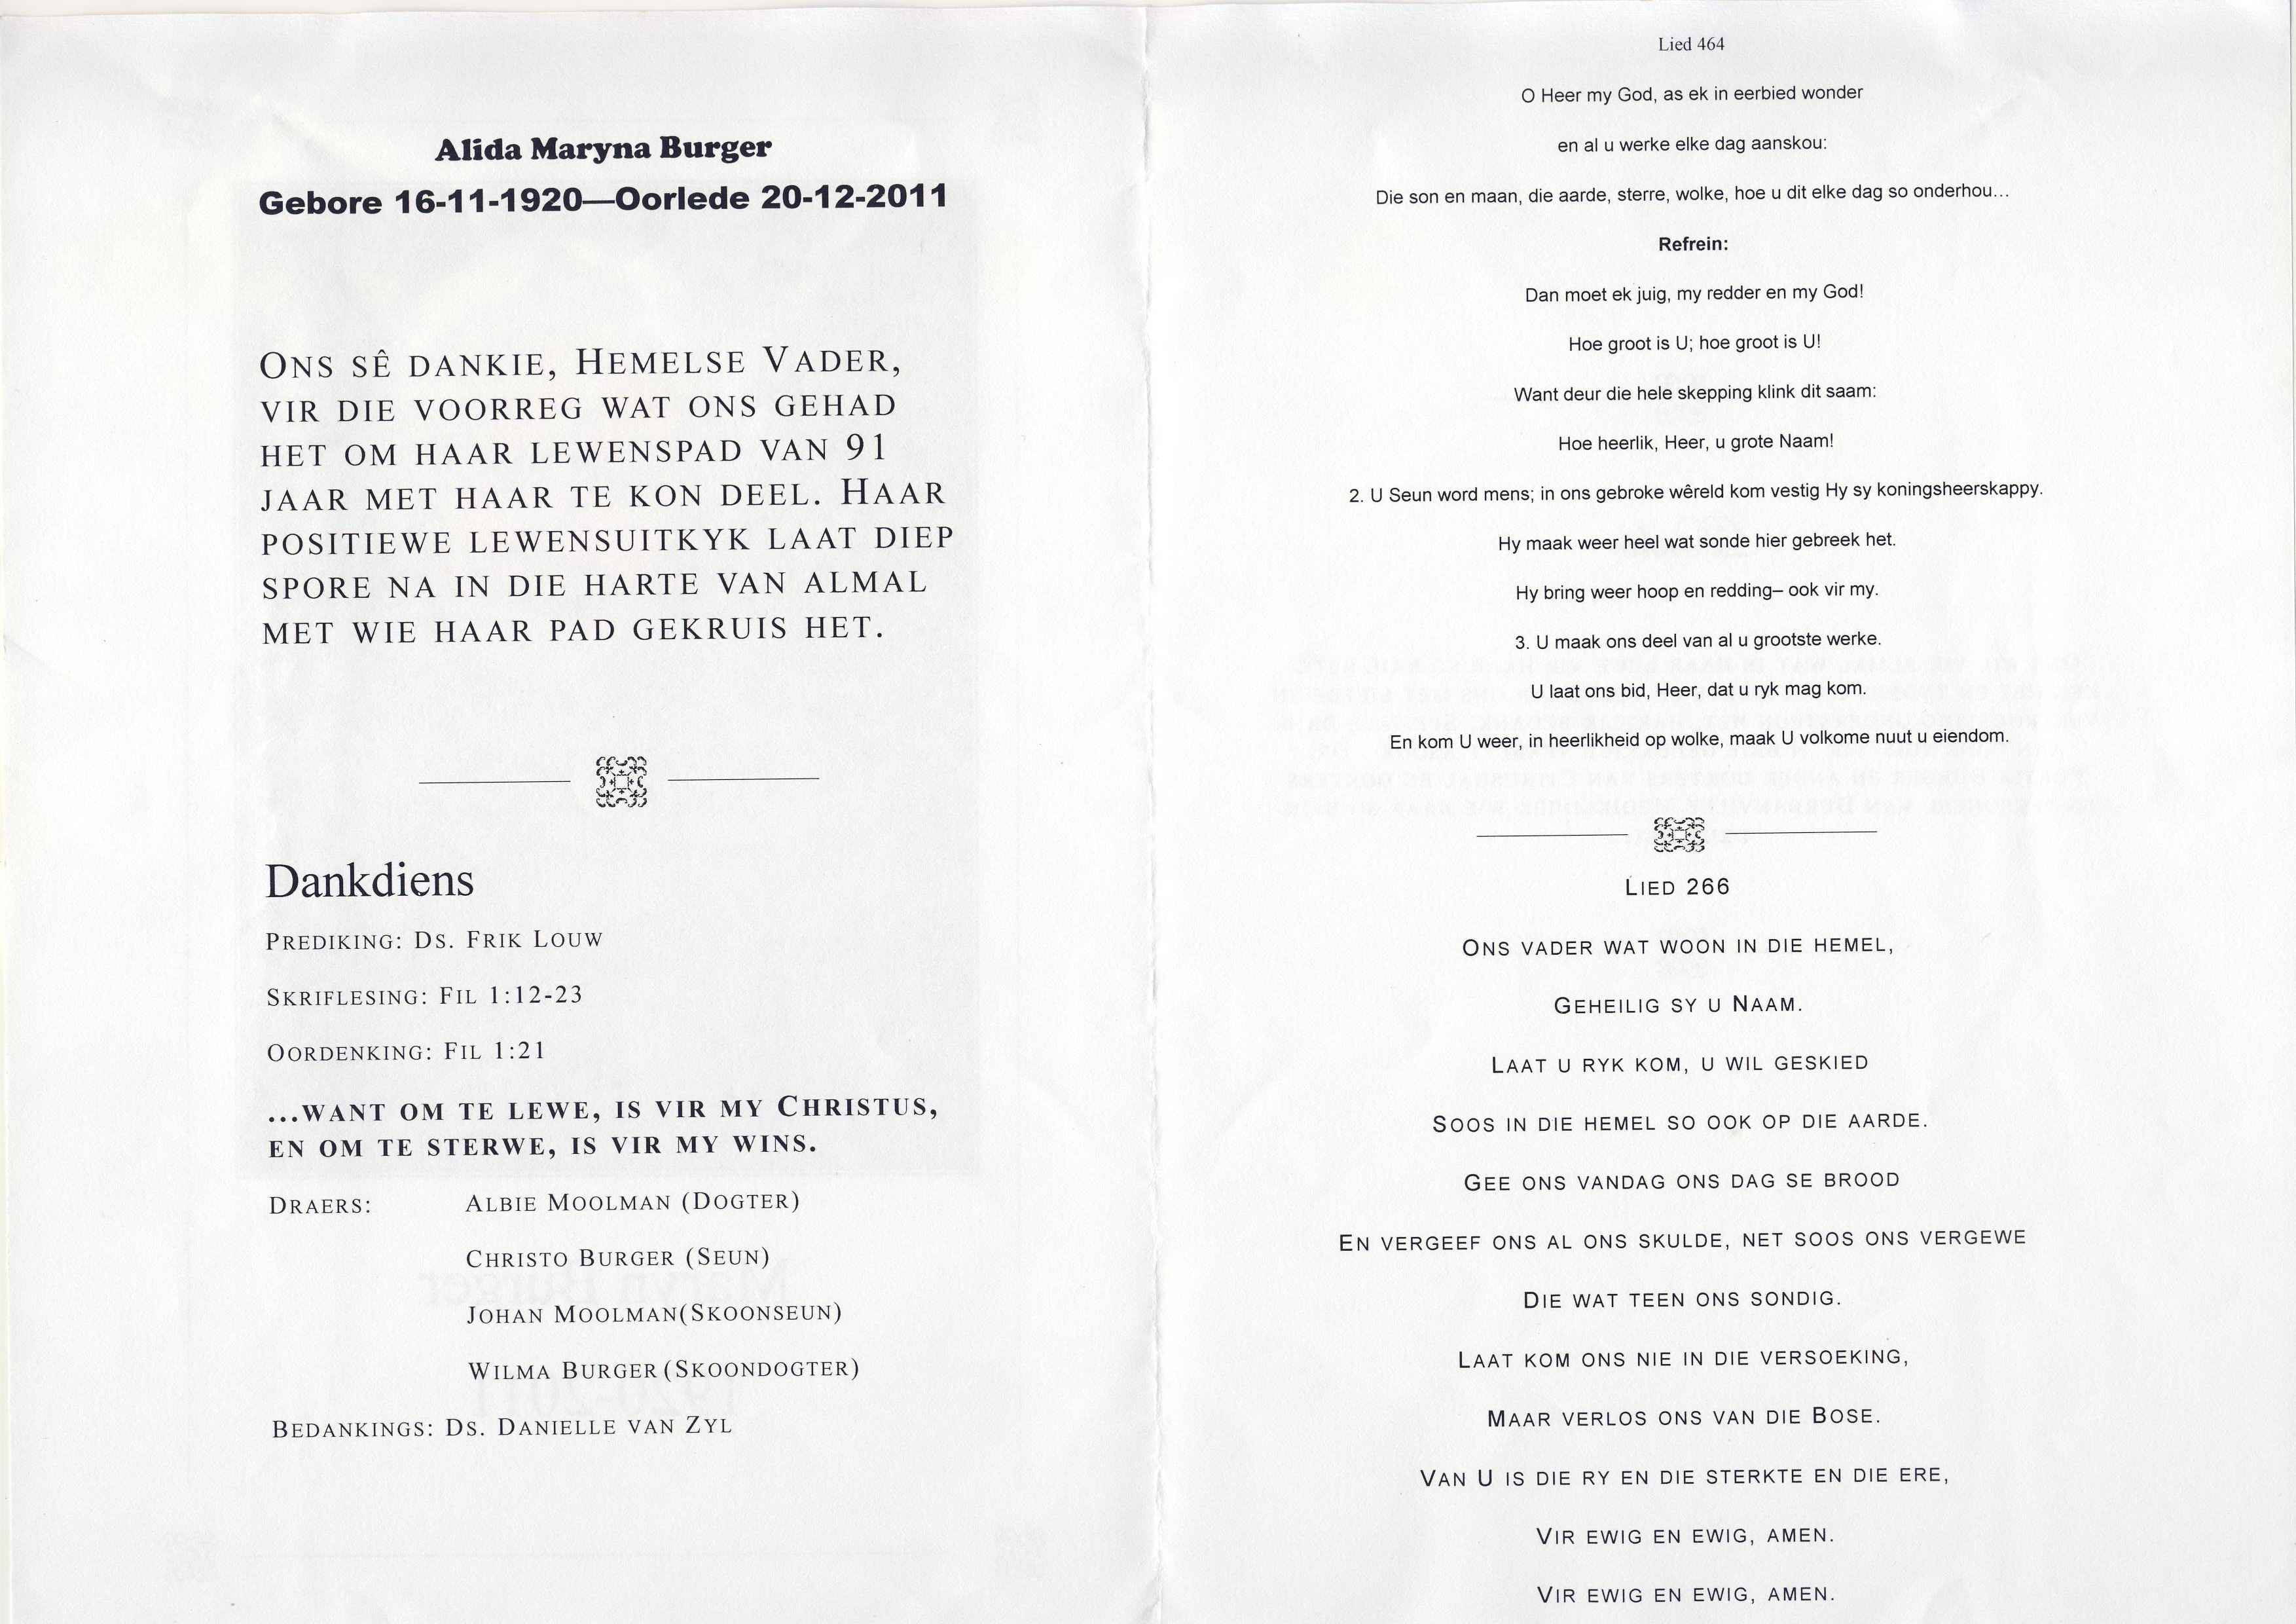 Alida Maryna Burger
Gebore 16-11-1920—Oorlede 20-12-2011
Ons sê dankie, Hemelse Vader,
vir die voorreg wat ons gehad
het om haar lewenspad van 91
jaar met haar te kon deel. Haar
positiewe lewensuitkyk laat diep
spore na in die harte van almal
met wie haar pad gekruis het.
Dankdiens
Prediking: Ds. Frik Louw
Skriflesing: Fil 1:12-23
Oordenking: Fil 1:21
...want om te lewe, is vir my Christus,
en om te sterwe, is vir my wins.
Draers: Albie Moolman (Dogter)
Christo Burger (Seun)
Johan Moolman(Skoonseun)
Wilma Burger (Skoondogter)
Bedankings: Ds. Danielle van Zyl
Lied 464
O Heer my God, as ek in eerbied wonder
en al u werke elke dag aanskou:
Die son en maan, die aarde, sterre, wolke, hoe u dit elke dag so onderhou...
Refrein:
Dan moet ek juig, my redder en my God!
Hoe groot is U; hoe groot is U!
Want deur die hele skepping klink dit saam:
Hoe heerlik, Heer, u grote Naam!
2. U Seun word mens; in ons gebroke wêreld kom vestig Hy sy koningsheerskappy.
Hy maak weer heel wat sonde hier gebreek het.
Hy bring weer hoop en redding– ook vir my.
3. U maak ons deel van al u grootste werke.
U laat ons bid, Heer, dat u ryk mag kom.
En kom U weer, in heerlikheid op wolke, maak U volkome nuut u eiendom.
Lied 266
Ons vader wat woon in die hemel,
Geheilig sy u Naam.
Laat u ryk kom, u wil geskied
Soos in die hemel so ook op die aarde.
Gee ons vandag ons dag se brood
En vergeef ons al ons skulde, net soos ons vergewe
Die wat teen ons sondig.
Laat kom ons nie in die versoeking,
Maar verlos ons van die Bose.
Van U is die ry en die sterkte en die ere,
Vir ewig en ewig, amen.
Vir ewig en ewig, amen.